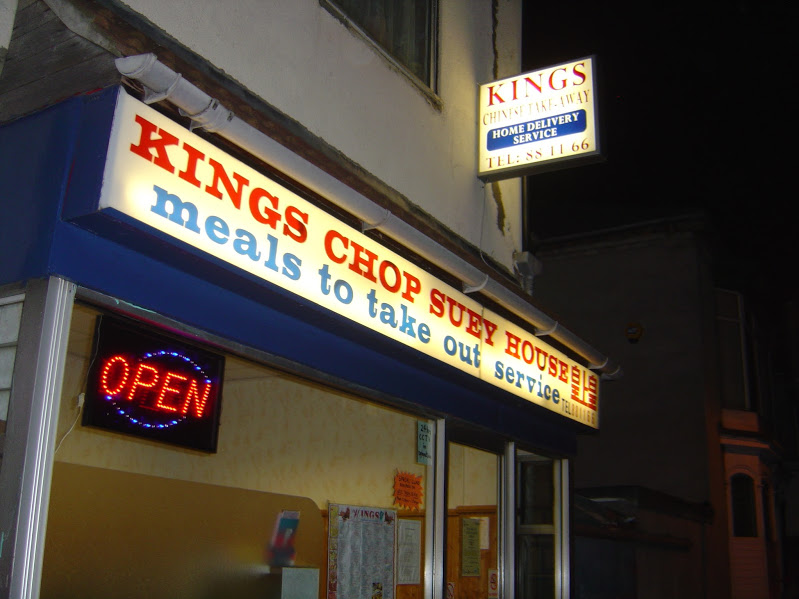 KINGS
CHINESE TAKE-AWAY
HOME DELIVERY
SERVICE
TEL: 88 11 66
KINGS CHOP SUEY HOUSE
meals to take out service
TEL
OPEN
KINGS